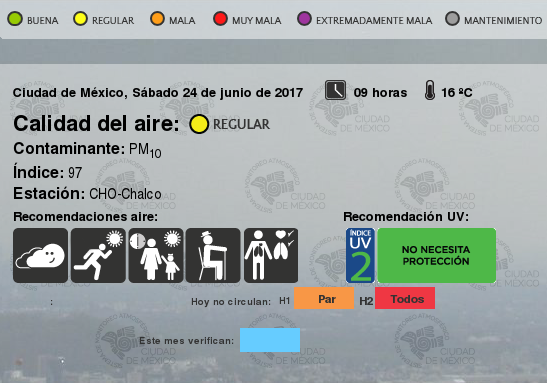 BUENA REGULAR MALA MUY MALA EXTREMADAMENTE MALA MANTENIMIENTO
Ciudad de México, Sábado 24 de junio de 2017 09 horas 16 ºC
Calidad del aire: REGULAR
Contaminante: PM10
Índice: 97
Estación: CHO-Chalco
Recomendaciones aire: Recomendación UV:
ÍNDICE UV 2 NO NECESITA
PROTECCIÓN
: Hoy no circulan: H1 Par H2 Todos
Este mes verifican:
CIUDAD DE MÉXICO